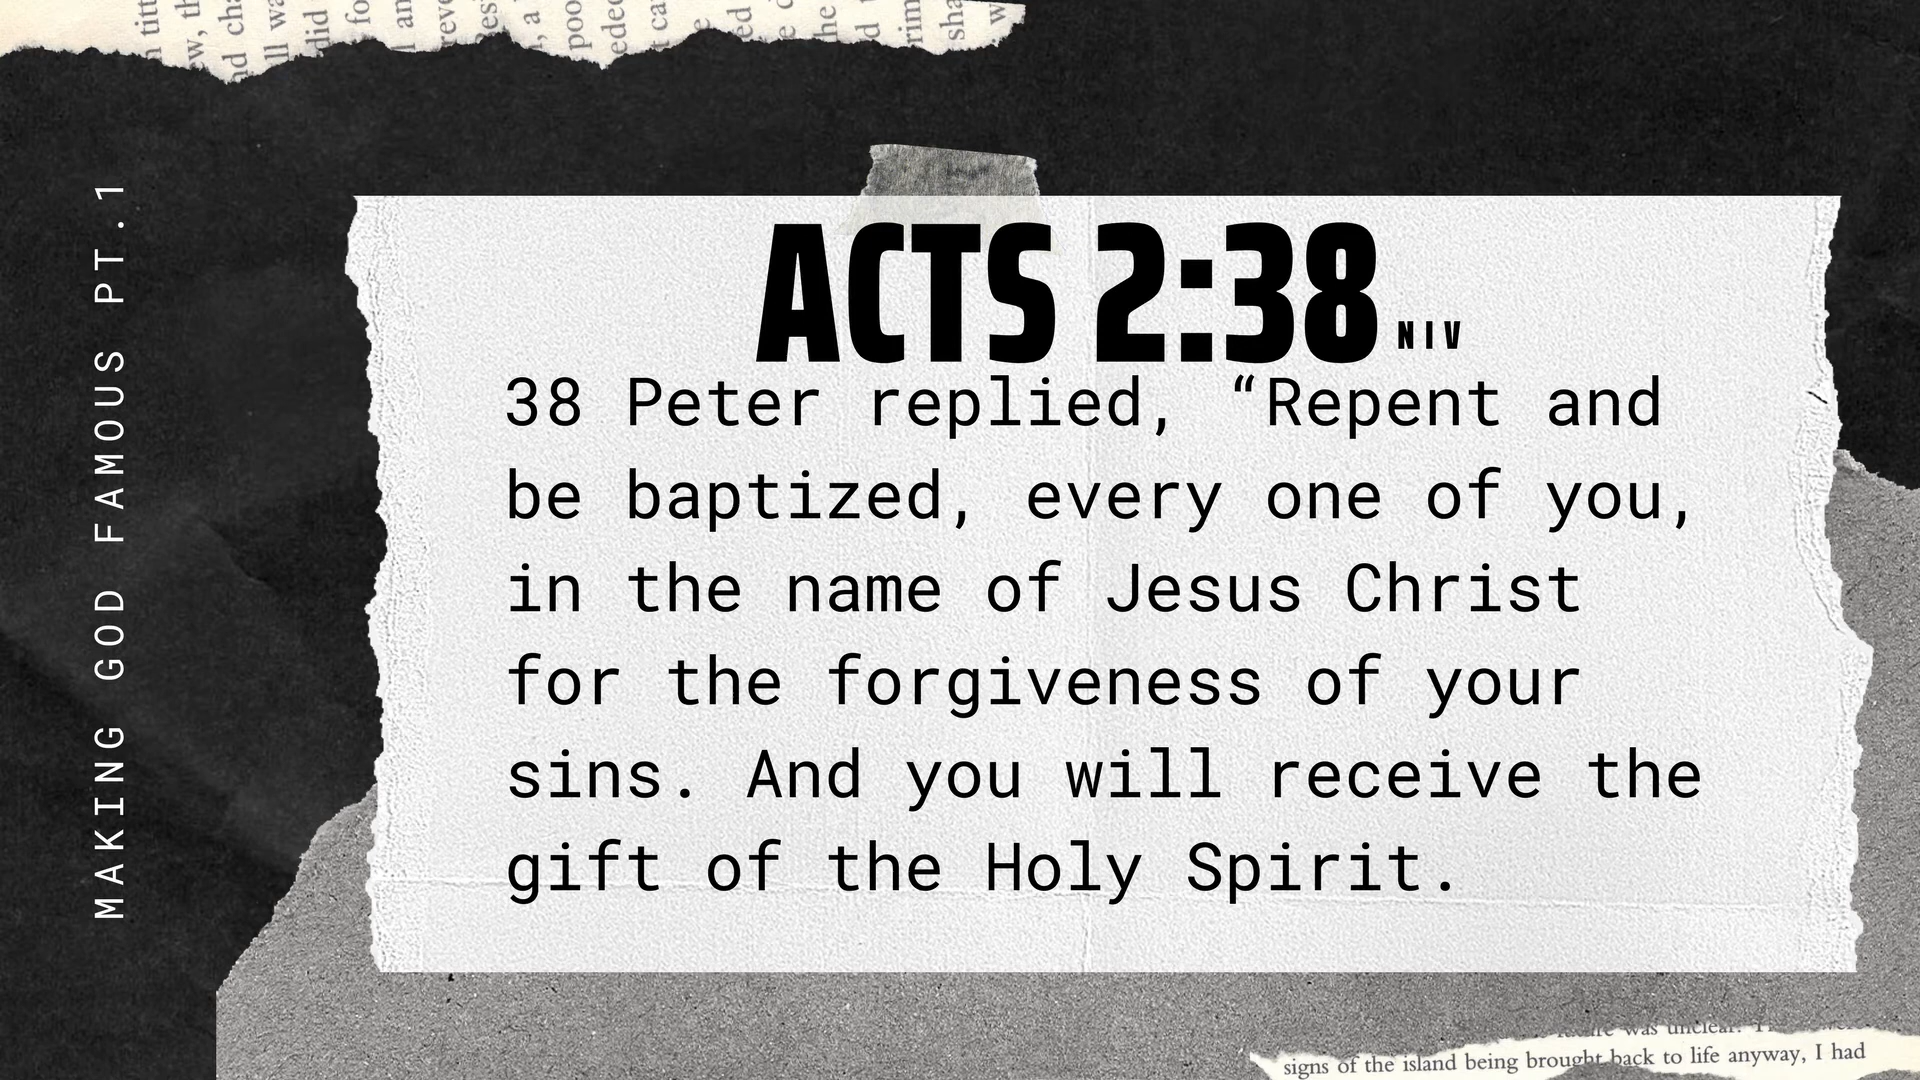 MAKING GOD FAMOUS PT.1
ACTS 2:38 NIV
38 Peter replied, “Repent and
be baptized, every one of you,
in the name of Jesus Christ
for the forgiveness of your
sins. And you will receive the
gift of the Holy Spirit.
was unclear.
signs of the island being brought back to life anyway, I had